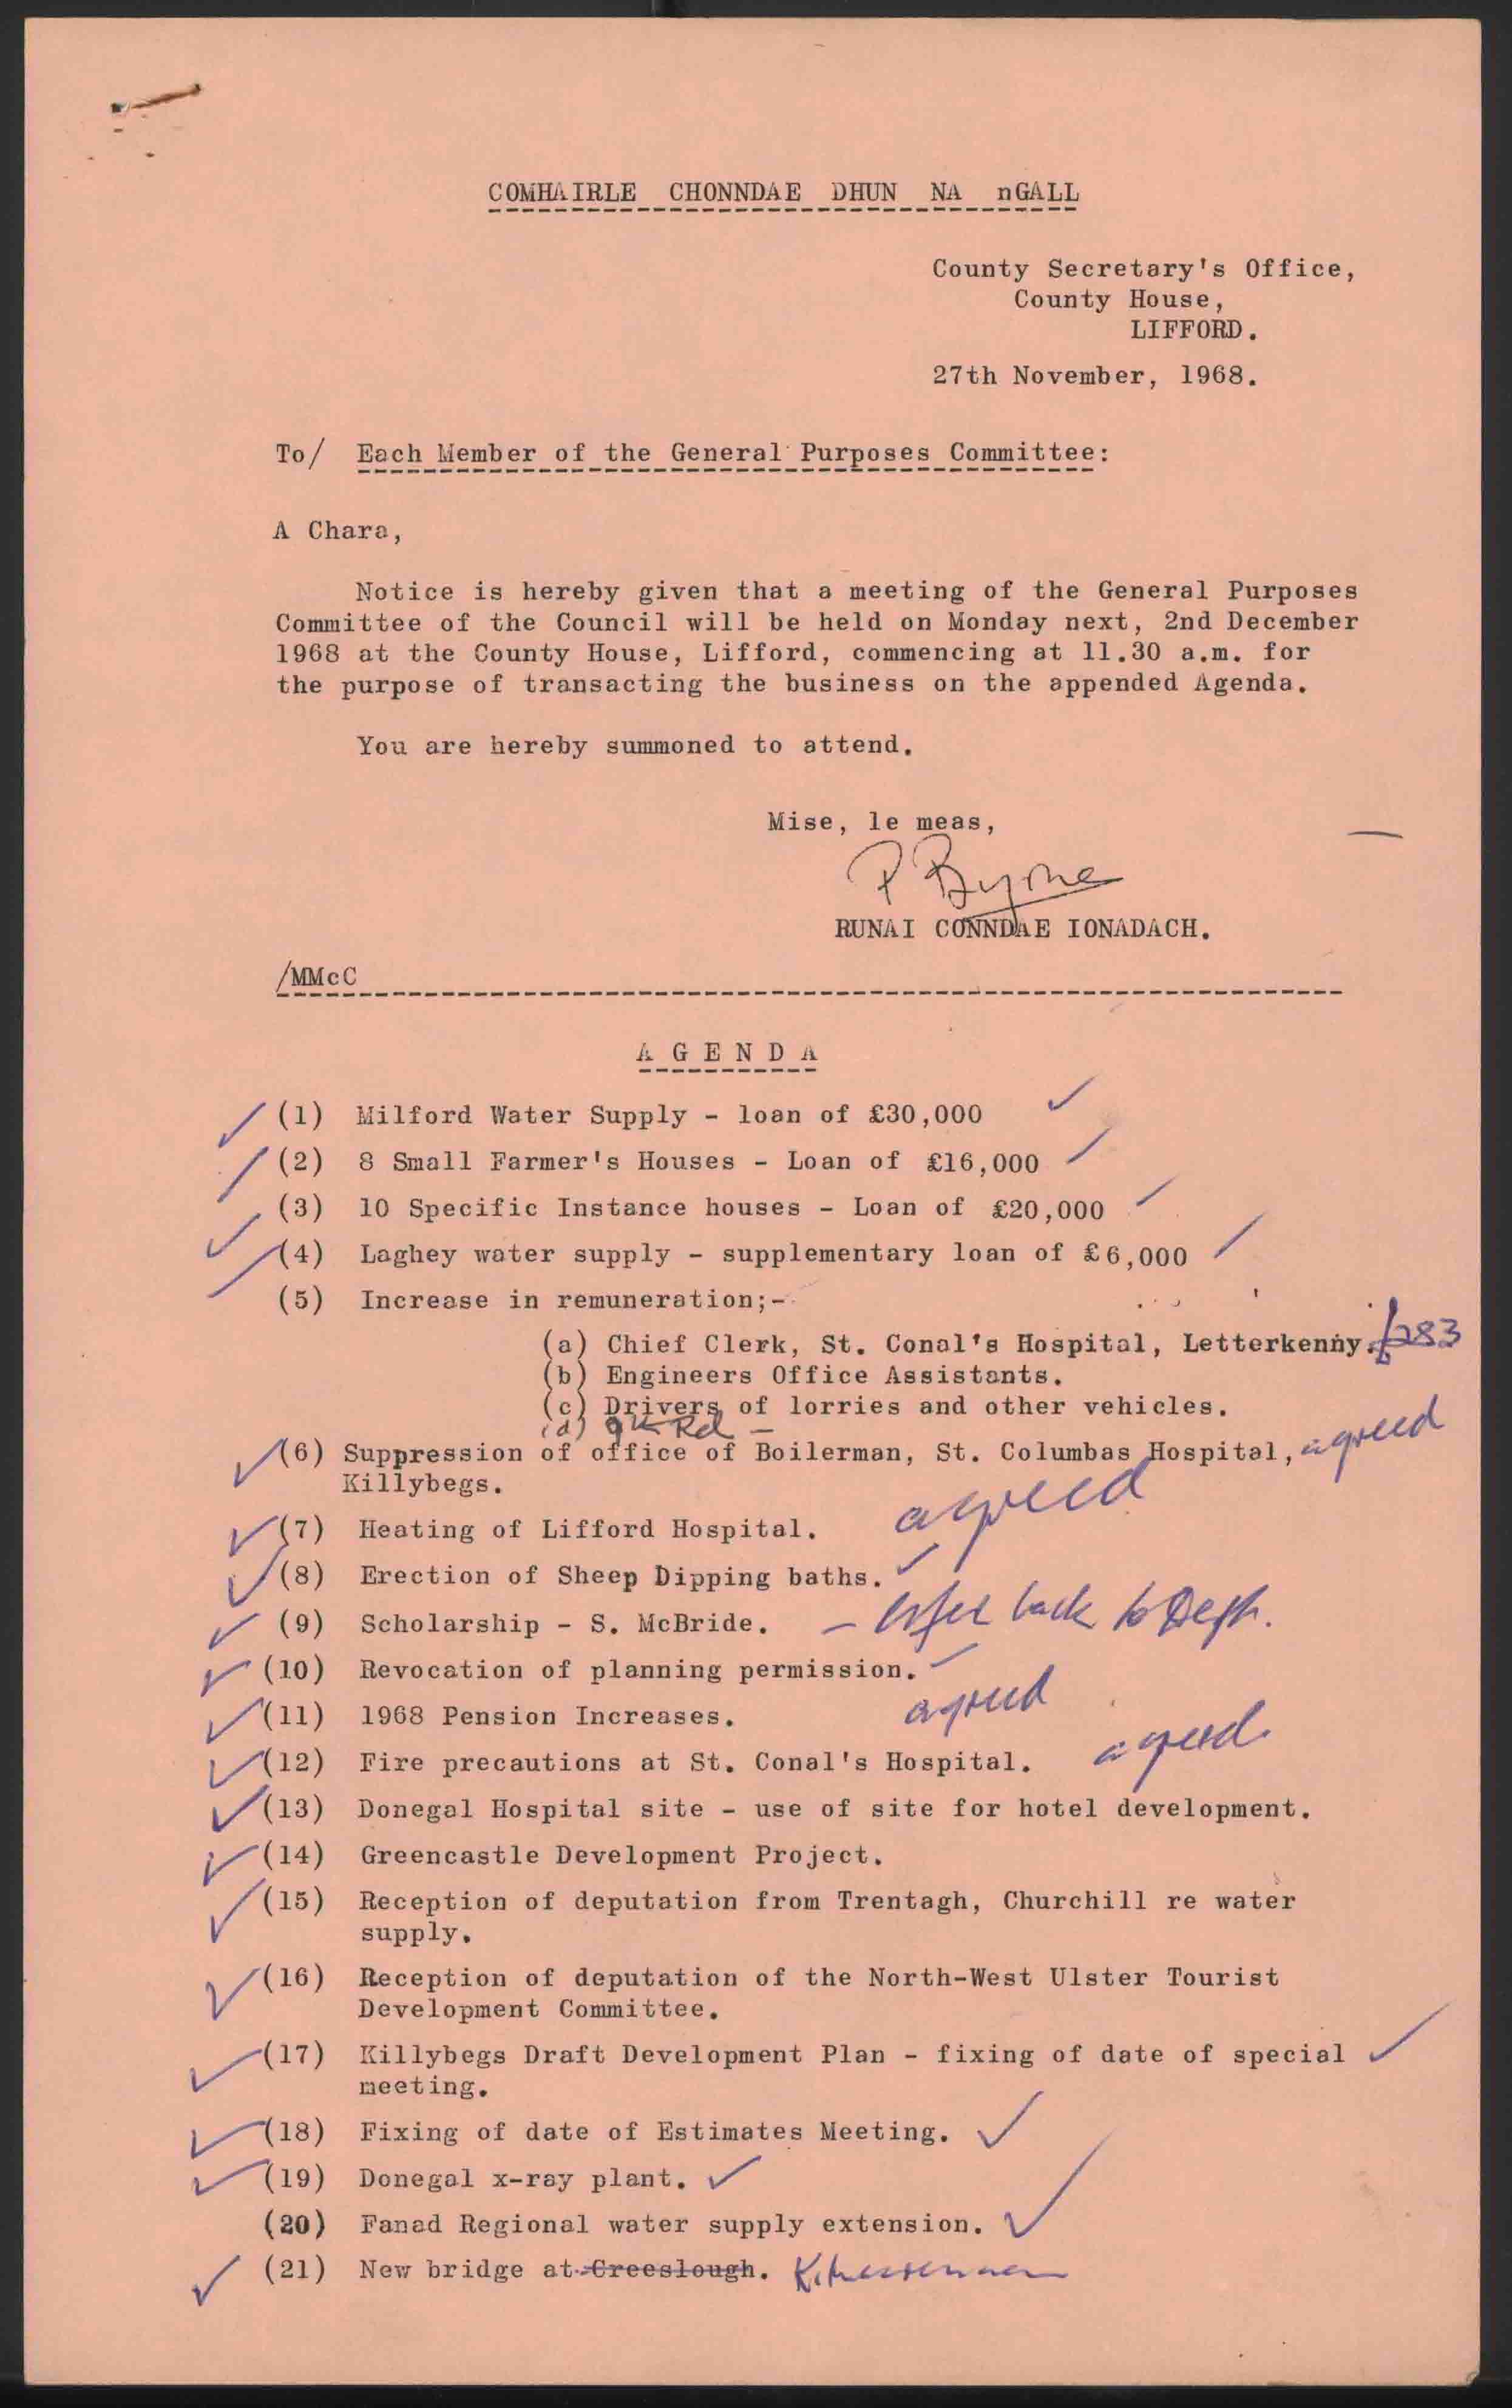 COMHAIRLE CHONNDAE DHUN NA nGALL
County Secretary's Office,
County House,
LIFFORD.
27th November, 1968.
To/ Each Member of the General Purposes Committee:
A Chara,
Notice is hereby given that a meeting of the General Purposes
Committee of the Council will be held on Monday next, 2nd December
1968 at the County House, Lifford, commencing at 11.30 a.m. for
the purpose of transacting the business on the appended Agenda.
You are hereby summoned to attend.
Mise, le meas,
P Byrne
RUNAI CONNDAE IONADACH.
/MMcC
A G E N D A
(1) Milford Water Supply - loan of £30,000
(2) 8 Small Farmer's Houses - Loan of £16,000
(3) 10 Specific Instance houses - Loan of £20,000
(4) Laghey water supply - supplementary loan of £6,000
(5) Increase in remuneration;-
(a) Chief Clerk, St. Conal's Hospital, Letterkenny. 283
(b) Engineers Office Assistants.
(c) Drivers of lorries and other vehicles.
(d)
(6) Suppression of office of Boilerman, St. Columbas Hospital, agreed
Killybegs.
(7) Heating of Lifford Hospital. agreed
(8) Erection of Sheep Dipping baths.
(9) Scholarship - S. McBride. - refer back to Dept.
(10) Revocation of planning permission.
(11) 1968 Pension Increases. agreed
(12) Fire precautions at St. Conal's Hospital. agreed
(13) Donegal Hospital site - use of site for hotel development.
(14) Greencastle Development Project.
(15) Reception of deputation from Trentagh, Churchill re water
supply.
(16) Reception of deputation of the North-West Ulster Tourist
Development Committee.
(17) Killybegs Draft Development Plan - fixing of date of special
meeting.
(18) Fixing of date of Estimates Meeting.
(19) Donegal x-ray plant.
(20) Fanad Regional water supply extension.
(21) New bridge at Creeslough.